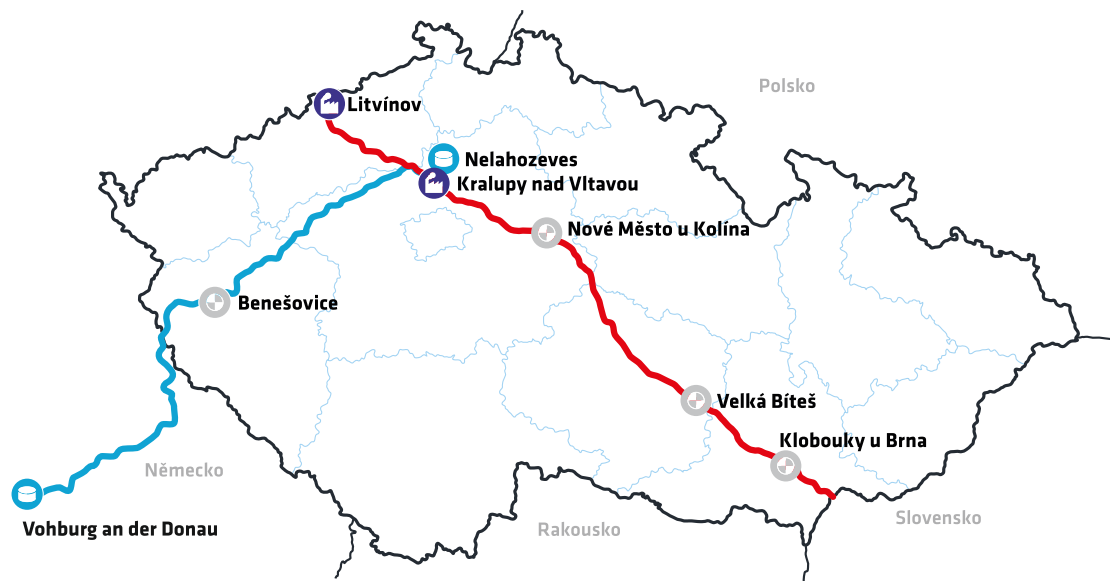 Polsko
Litvínov
Nelahozeves
Kralupy nad Vltavou
Nové Město u Kolína
Benešovice
Velká Bíteš
Klobouky u Brna
Německo
Slovensko
Vohburg an der Donau
Rakousko